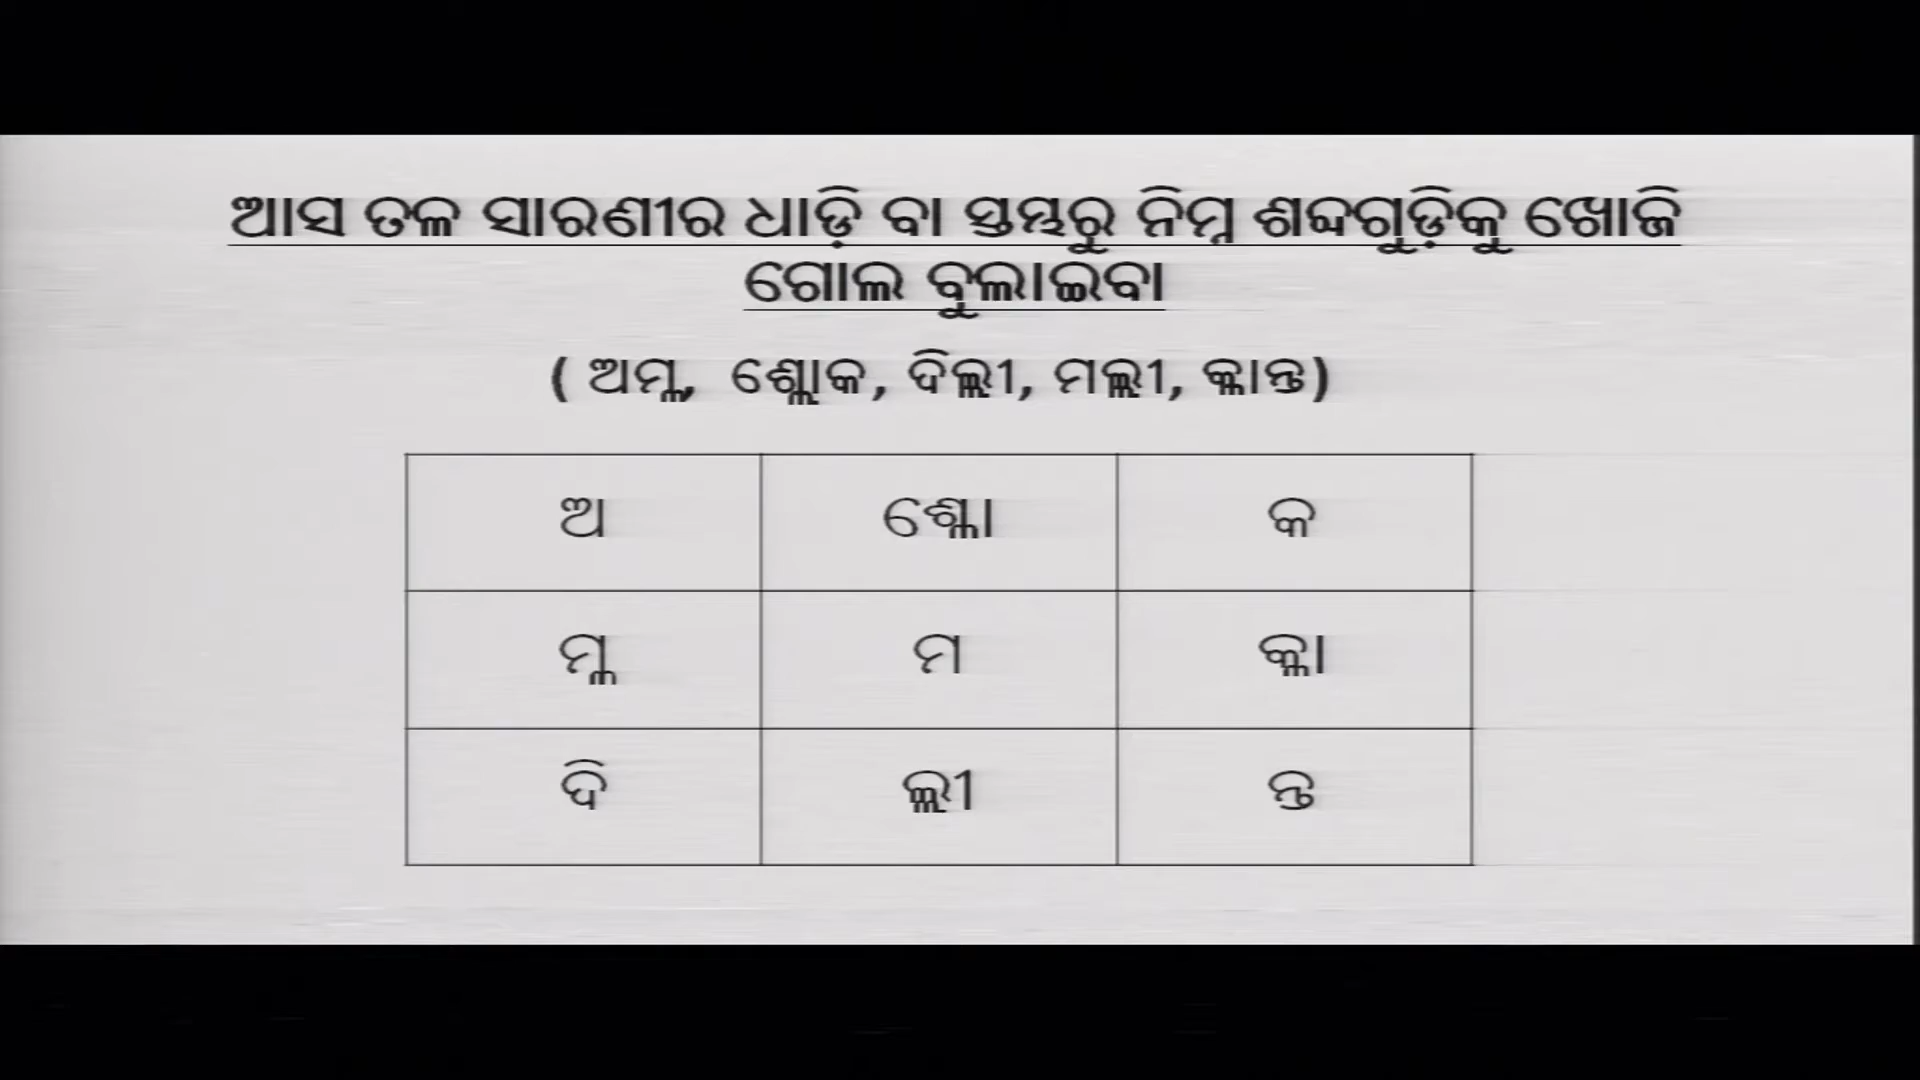 ଆସ ତଳ ସାରଣୀର ଧାଡ଼ି ବା ସ୍ତମ୍ଭରୁ ନିମ୍ନ ଶବ୍ଦଗୁଡ଼ିକୁ ଖୋଜି
ଗୋଲ ବୁଲାଇବା
( ଅମ୍ଳ, ଶ୍ଲୋକ, ଦିଲ୍ଲୀ, ମଲ୍ଲୀ, କ୍ଳାନ୍ତ)
ଅ ଶ୍ଳୋ କ
ମ୍ଳ ମ କ୍ଳା
ଦି ଲ୍ଲୀ ନ୍ତ